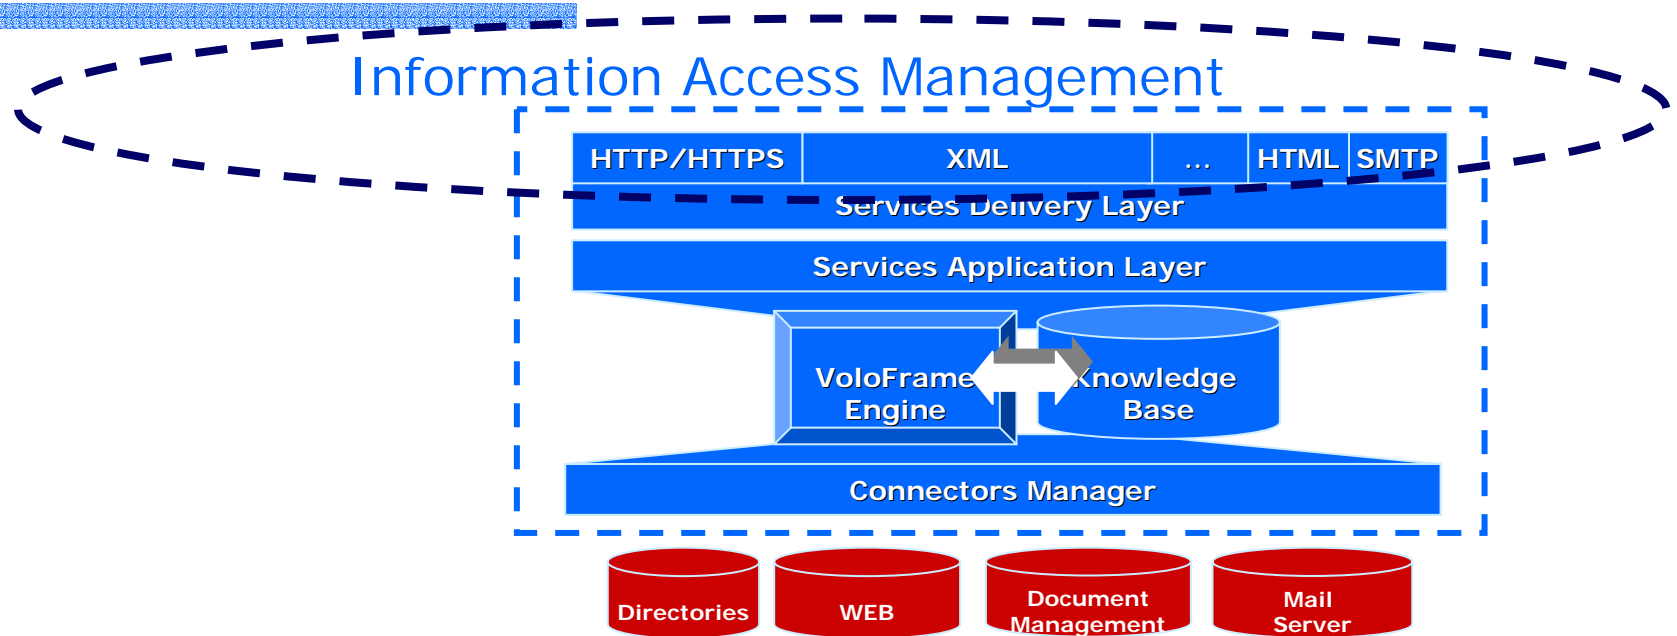 Information Access Management
HTTP/HTTPS XML ... HTML SMTP
Services Delivery Layer
Services Application Layer
VoloFrame Knowledge
Engine Base
Connectors Manager
Directories WEB Document Mail
Management Server